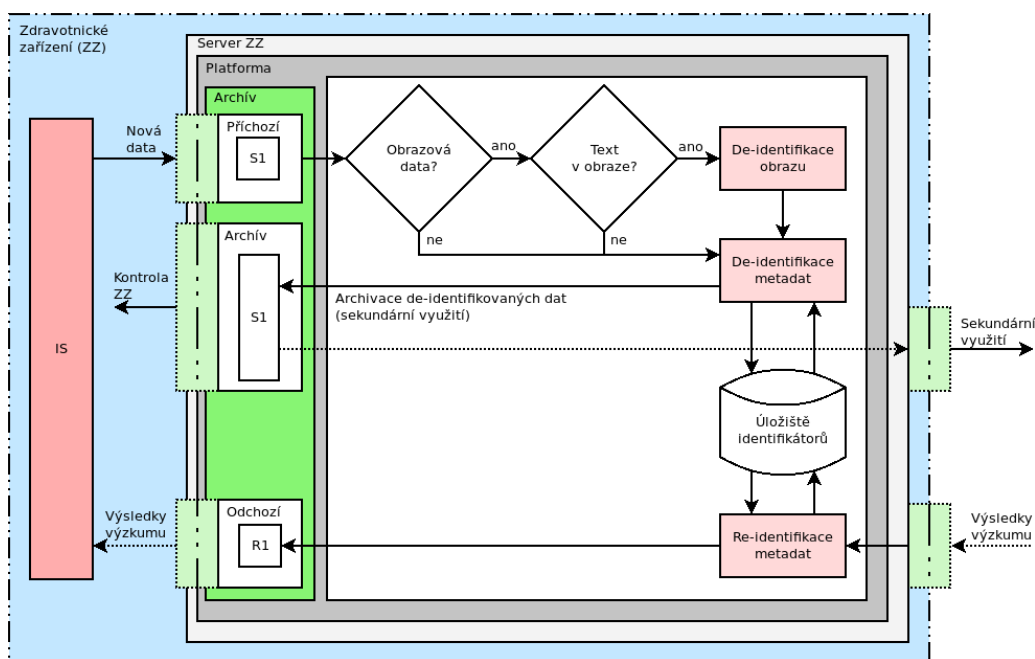 Zdravotnické
zařízení (ZZ)
Server ZZ
Platforma
Archív
Příchozí
S1
Nová
data
Obrazová
data?
ano
Text
v obraze?
ano
De-identifikace
obrazu
ne
ne
De-identifikace
metadat
Archív
S1
Kontrola
ZZ
Archivace de-identifikovaných dat
(sekundární využití)
IS
Sekundární
využití
Úložiště
identifikátorů
Odchozí
R1
Výsledky
výzkumu
Re-identifikace
metadat
Výsledky
výzkumu